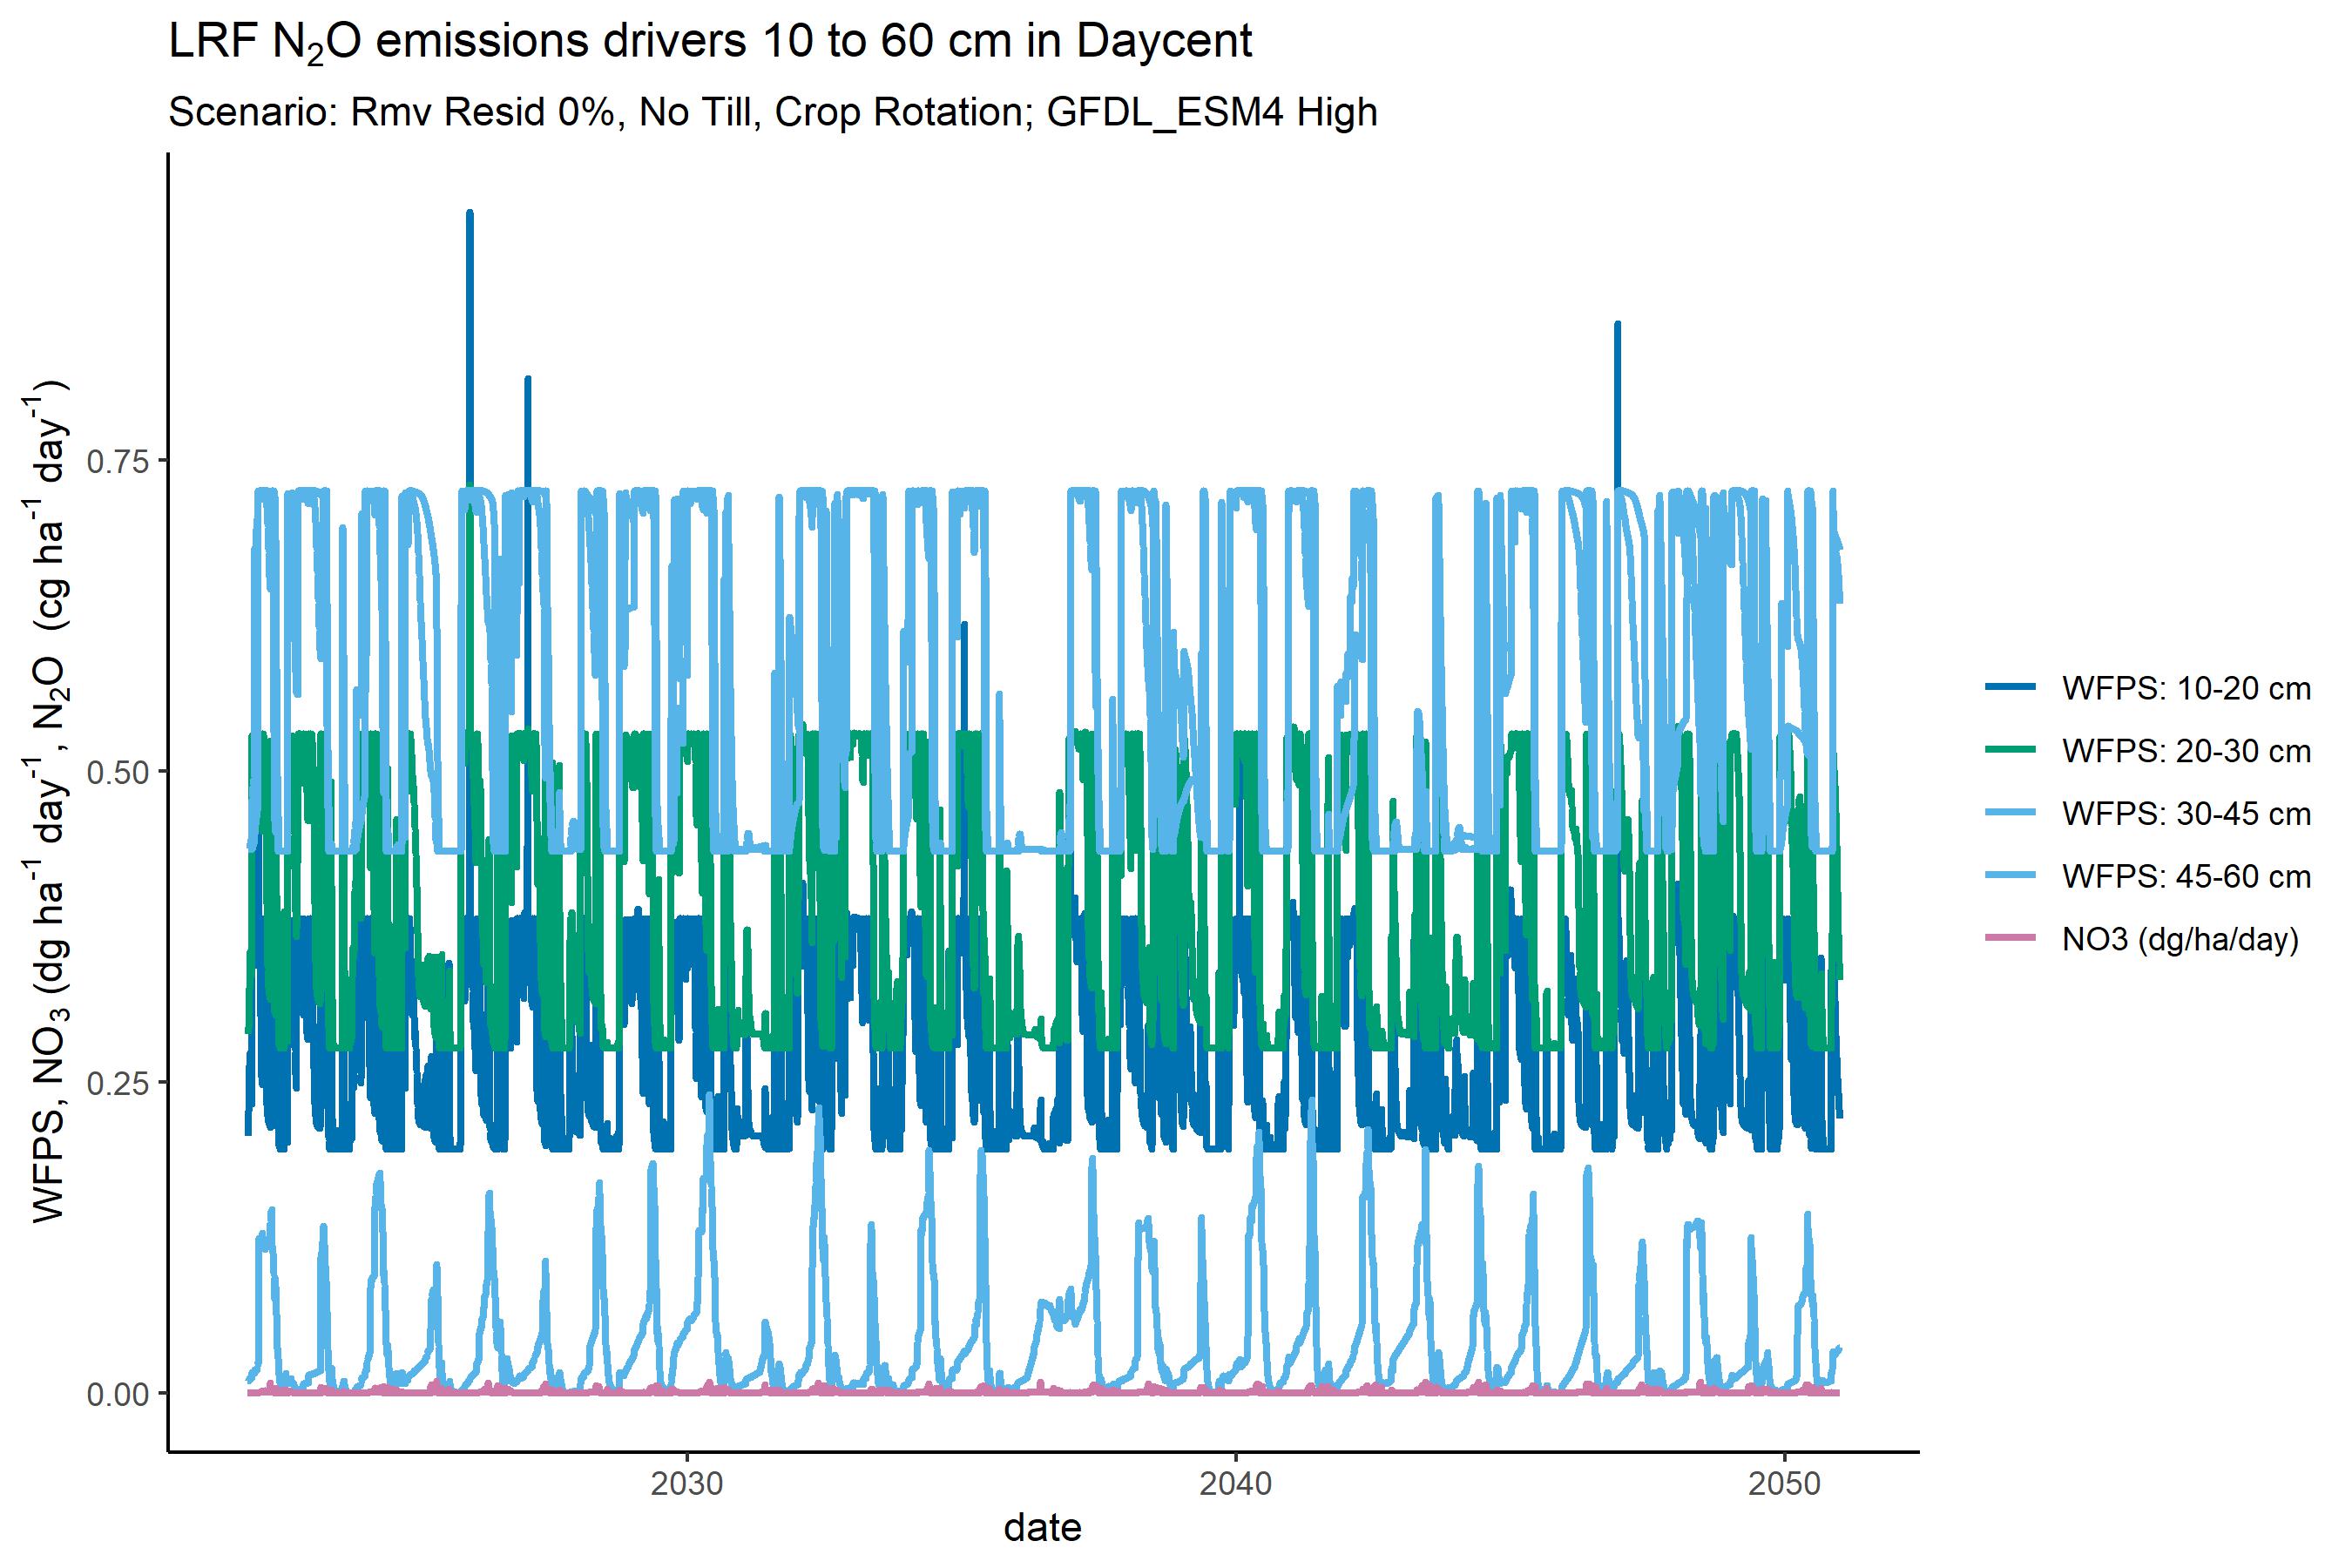 LRF N₂O emissions drivers 10 to 60 cm in Daycent
Scenario: Rmv Resid 0%, No Till, Crop Rotation; GFDL_ESM4 High
WFPS, NO₃ (dg ha⁻¹ day⁻¹, N₂O (cg ha⁻¹ day⁻¹)
0.75
0.50
0.25
0.00
2030
2040
2050
date
WFPS: 10-20 cm
WFPS: 20-30 cm
WFPS: 30-45 cm
WFPS: 45-60 cm
NO3 (dg/ha/day)